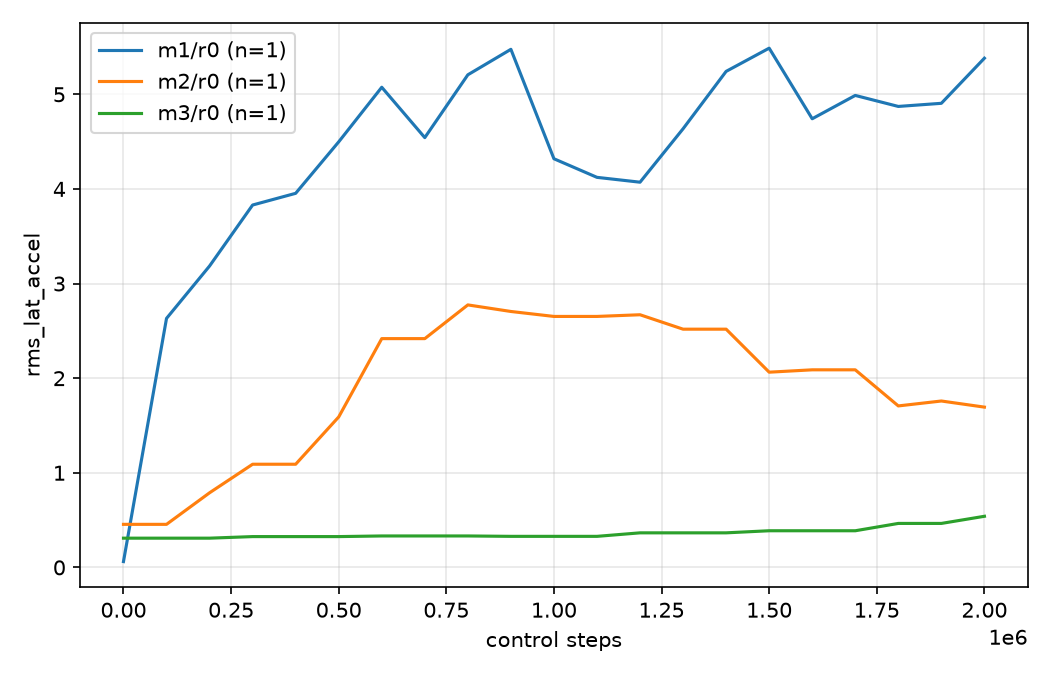 m1/r0 (n=1)
m2/r0 (n=1)
m3/r0 (n=1)
rms_lat_accel
5
4
3
2
1
0
0.00 0.25 0.50 0.75 1.00 1.25 1.50 1.75 2.00
1e6
control steps